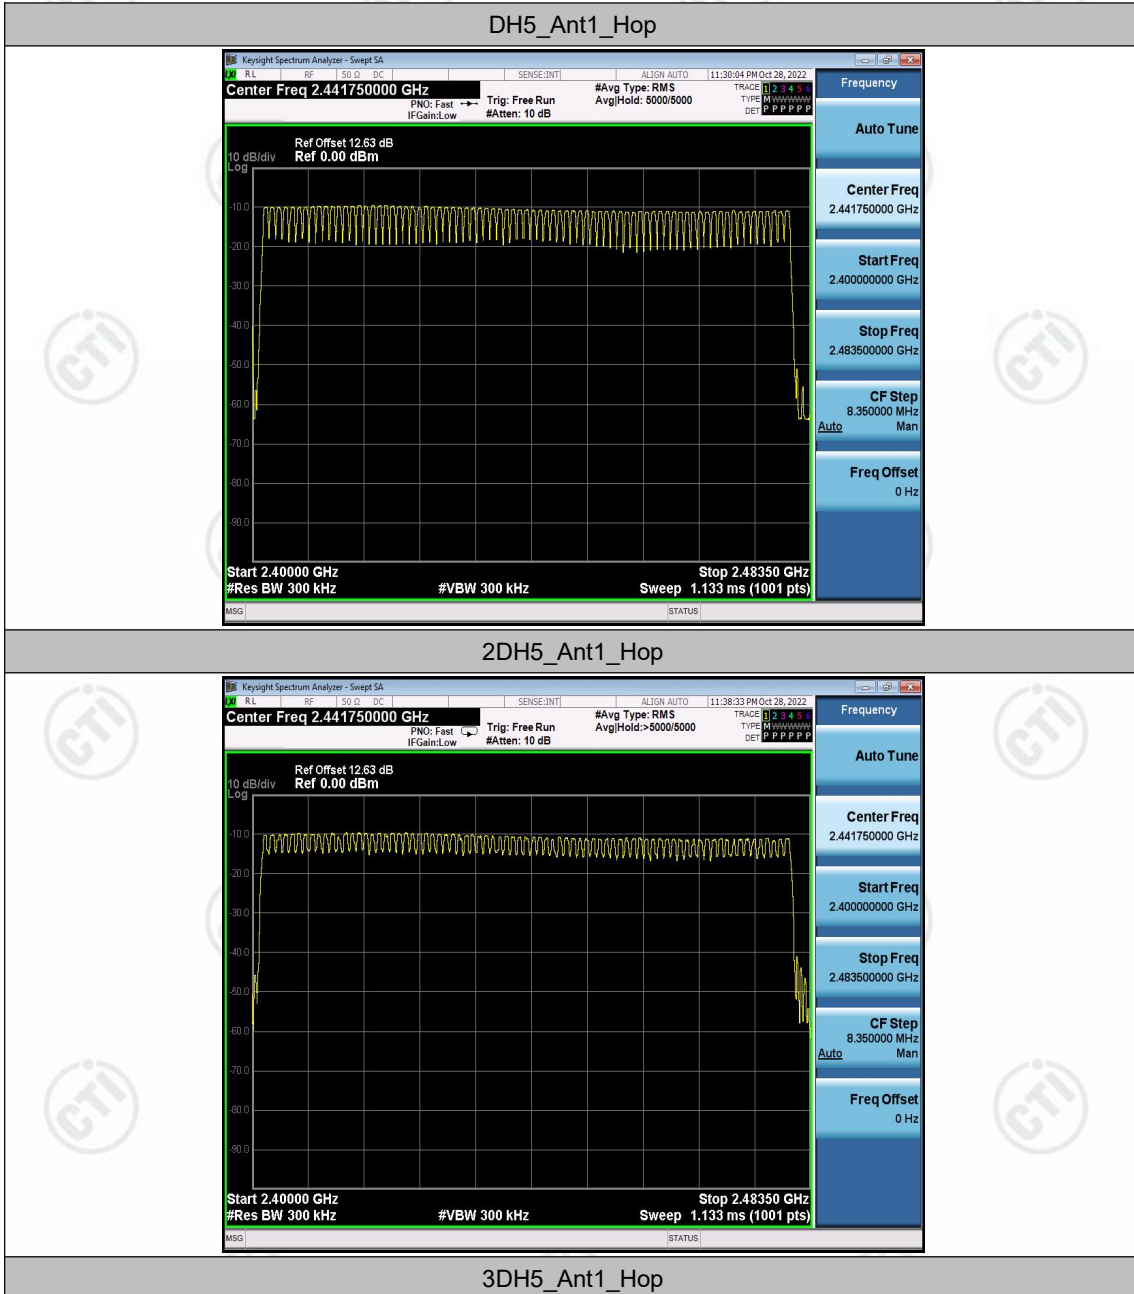 DH5_Ant1_Hop
Keysight Spectrum Analyzer - Swept SA
LXI RL RF 50 Ω DC SENSE:INT ALIGN AUTO 11:30:04 PM Oct 28, 2022
Center Freq 2.441750000 GHz
PNO: Fast
IFGain:Low
Trig: Free Run
#Atten: 10 dB
#Avg Type: RMS
Avg|Hold: 5000/5000
TRACE 1 2 3 4 5 6
TYPE M WWWWW
DET P P P P P P
Ref Offset 12.63 dB
10 dB/div Ref 0.00 dBm
Log
-10.0
-20.0
-30.0
-40.0
-50.0
-60.0
-70.0
-80.0
-90.0
Start 2.40000 GHz Stop 2.48350 GHz
#Res BW 300 kHz #VBW 300 kHz Sweep 1.133 ms (1001 pts)
MSG STATUS
Frequency
Auto Tune
Center Freq
2.441750000 GHz
Start Freq
2.400000000 GHz
Stop Freq
2.483500000 GHz
CF Step
8.350000 MHz
Auto Man
Freq Offset
0 Hz
2DH5_Ant1_Hop
Keysight Spectrum Analyzer - Swept SA
LXI RL RF 50 Ω DC SENSE:INT ALIGN AUTO 11:38:33 PM Oct 28, 2022
Center Freq 2.441750000 GHz
PNO: Fast
IFGain:Low
Trig: Free Run
#Atten: 10 dB
#Avg Type: RMS
Avg|Hold:>5000/5000
TRACE 1 2 3 4 5 6
TYPE M WWWWW
DET P P P P P P
Ref Offset 12.63 dB
10 dB/div Ref 0.00 dBm
Log
-10.0
-20.0
-30.0
-40.0
-50.0
-60.0
-70.0
-80.0
-90.0
Start 2.40000 GHz Stop 2.48350 GHz
#Res BW 300 kHz #VBW 300 kHz Sweep 1.133 ms (1001 pts)
MSG STATUS
Frequency
Auto Tune
Center Freq
2.441750000 GHz
Start Freq
2.400000000 GHz
Stop Freq
2.483500000 GHz
CF Step
8.350000 MHz
Auto Man
Freq Offset
0 Hz
3DH5_Ant1_Hop
CTI
CTI
CTI
CTI
CTI
CTI